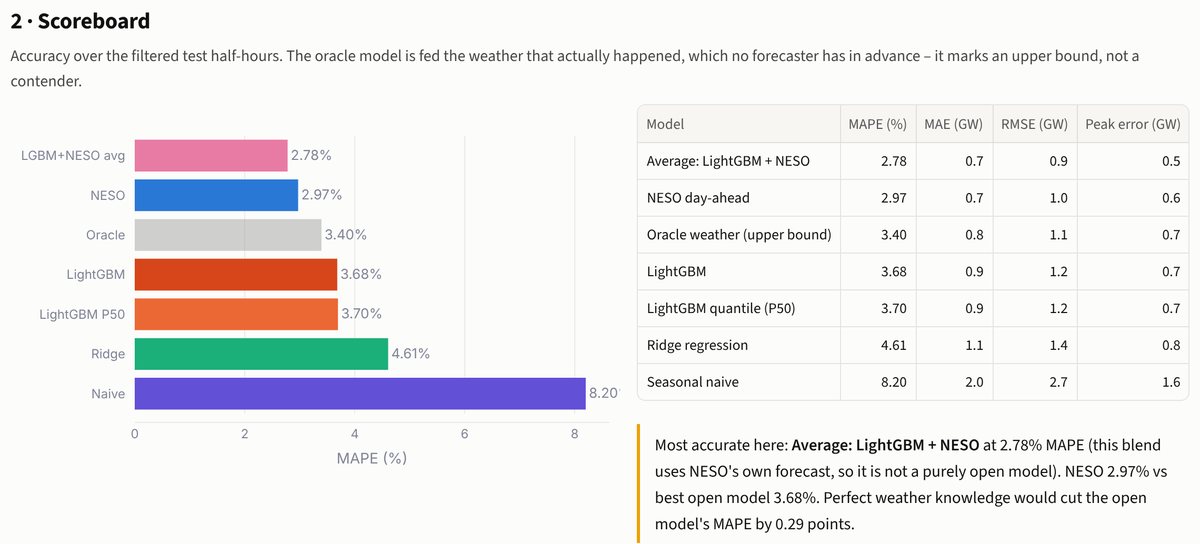 2 · Scoreboard
Accuracy over the filtered test half-hours. The oracle model is fed the weather that actually happened, which no forecaster has in advance – it marks an upper bound, not a
contender.
LGBM+NESO avg 2.78%
NESO 2.97%
Oracle 3.40%
LightGBM 3.68%
LightGBM P50 3.70%
Ridge 4.61%
Naive 8.20
0 2 4 6 8
MAPE (%)
Model MAPE (%) MAE (GW) RMSE (GW) Peak error (GW)
Average: LightGBM + NESO 2.78 0.7 0.9 0.5
NESO day-ahead 2.97 0.7 1.0 0.6
Oracle weather (upper bound) 3.40 0.8 1.1 0.7
LightGBM 3.68 0.9 1.2 0.7
LightGBM quantile (P50) 3.70 0.9 1.2 0.7
Ridge regression 4.61 1.1 1.4 0.8
Seasonal naive 8.20 2.0 2.7 1.6
Most accurate here: Average: LightGBM + NESO at 2.78% MAPE (this blend
uses NESO's own forecast, so it is not a purely open model). NESO 2.97% vs
best open model 3.68%. Perfect weather knowledge would cut the open
model's MAPE by 0.29 points.